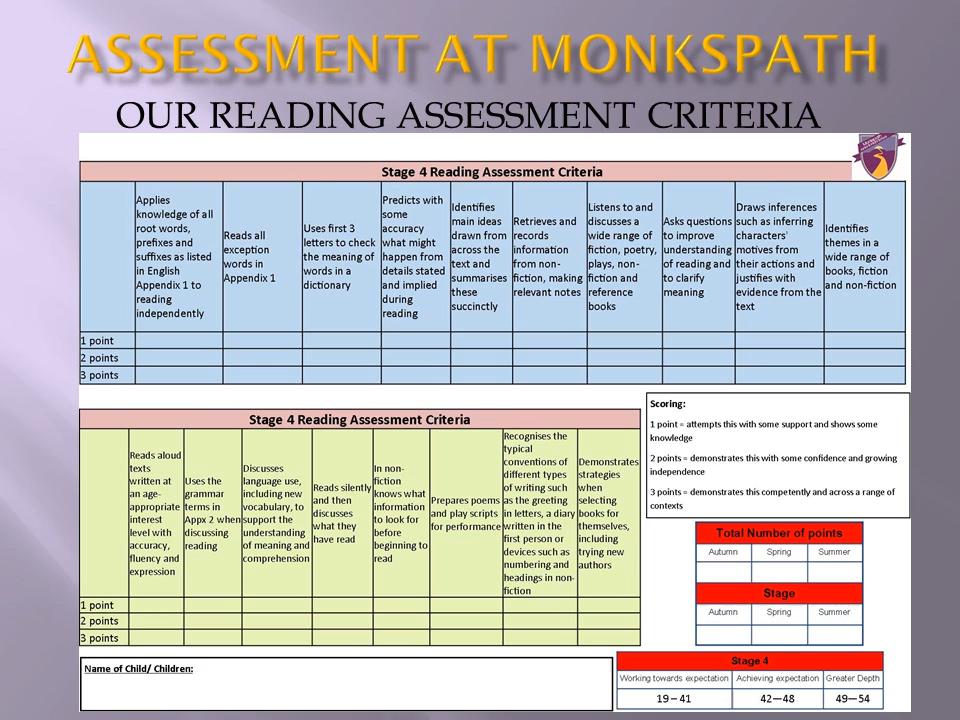 ASSESSMENT AT MONKSPATH
OUR READING ASSESSMENT CRITERIA
Stage 4 Reading Assessment Criteria
Applies
knowledge of all
root words,
prefixes and
suffixes as listed
in English
Appendix 1 to
reading
independently
Reads all
exception
words in
Appendix 1
Uses first 3
letters to check
the meaning of
words in a
dictionary
Predicts with
some
accuracy
what might
happen from
details stated
and implied
during
reading
Identifies
main ideas
drawn from
across the
text and
summarises
these
succinctly
Retrieves and
records
information
from non-
fiction, making
relevant notes
Listens to and
discusses a
wide range of
fiction, poetry,
plays, non-
fiction and
reference
books
Asks questions
to improve
understanding
of reading and
to clarify
meaning
Draws inferences
such as inferring
characters'
motives from
their actions and
justifies with
evidence from the
text
Identifies
themes in a
wide range of
books, fiction
and non-fiction
1 point
2 points
3 points
Stage 4 Reading Assessment Criteria
Reads aloud
texts
written at
an age-
appropriate
interest
level with
accuracy,
fluency and
expression
Uses the
grammar
terms in
Appx 2 when
discussing
reading
Discusses
language use,
including new
vocabulary, to
support the
understanding
of meaning and
comprehension
Reads silently
and then
discusses
what they
have read
In non-
fiction
knows what
information
to look for
before
beginning to
read
Prepares poems
and play scripts
for performance
Recognises the
typical
conventions of
different types
of writing such
as the greeting
in letters, a diary
written in the
first person or
devices such as
numbering and
headings in non-
fiction
Demonstrates
strategies
when
selecting
books for
themselves,
including
trying new
authors
1 point
2 points
3 points
Scoring:
1 point = attempts this with some support and shows some
knowledge
2 points = demonstrates this with some confidence and growing
independence
3 points = demonstrates this competently and across a range of
contexts
Total Number of points
Autumn Spring Summer
Stage
Autumn Spring Summer
Name of Child/ Children:
Stage 4
Working towards expectation Achieving expectation Greater Depth
19 – 41 42—48 49—54